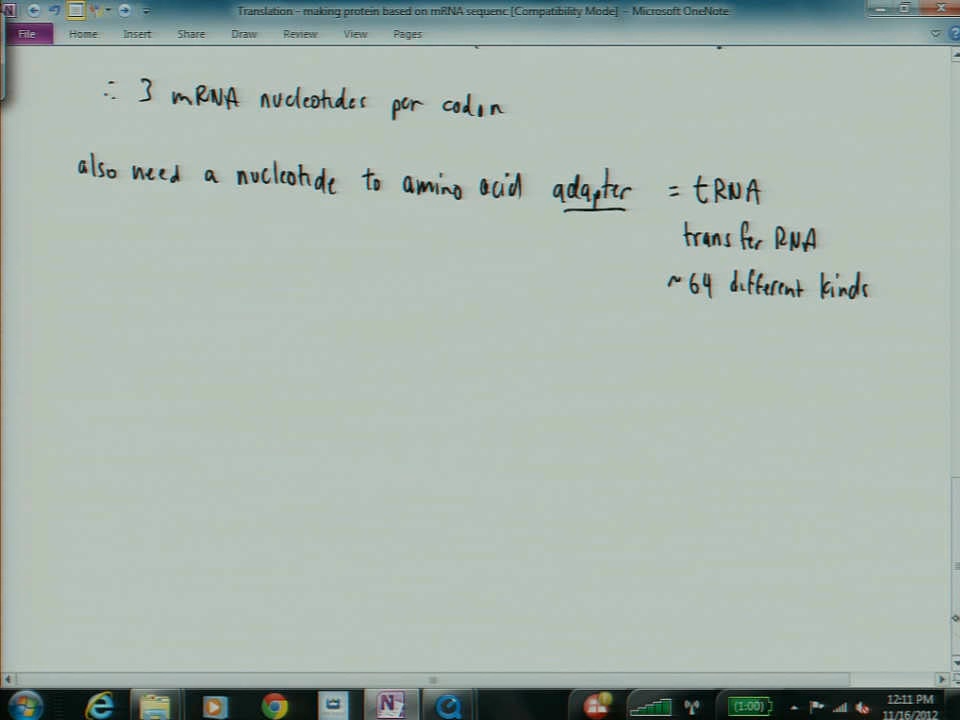 Translation - making protein based on mRNA sequenc [Compatibility Mode] - Microsoft OneNote
File Home Insert Share Draw Review View Pages
∴ 3 mRNA nucleotides per codon
also need a nucleotide to amino acid adapter = tRNA
transfer RNA
~64 different kinds
(1:00)
12:11 PM
11/16/2012